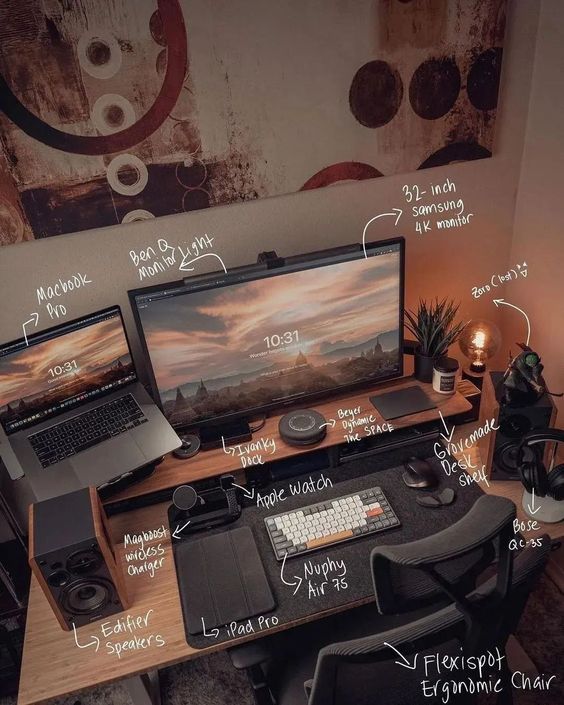 32-inch
samsung
4K monitor
Ben Q
Monitor Light
Macbook
Pro
Zoro (lost)
10:31
10:31
Beyer
Dynamic
The SPACE
Ivanky
Dock
Grovemade
Desk
shelf
Apple Watch
Magboost
wireless
charger
Nuphy
Air 75
Bose
QC-35
iPad Pro
Edifier
Speakers
Flexispot
Ergonomic Chair